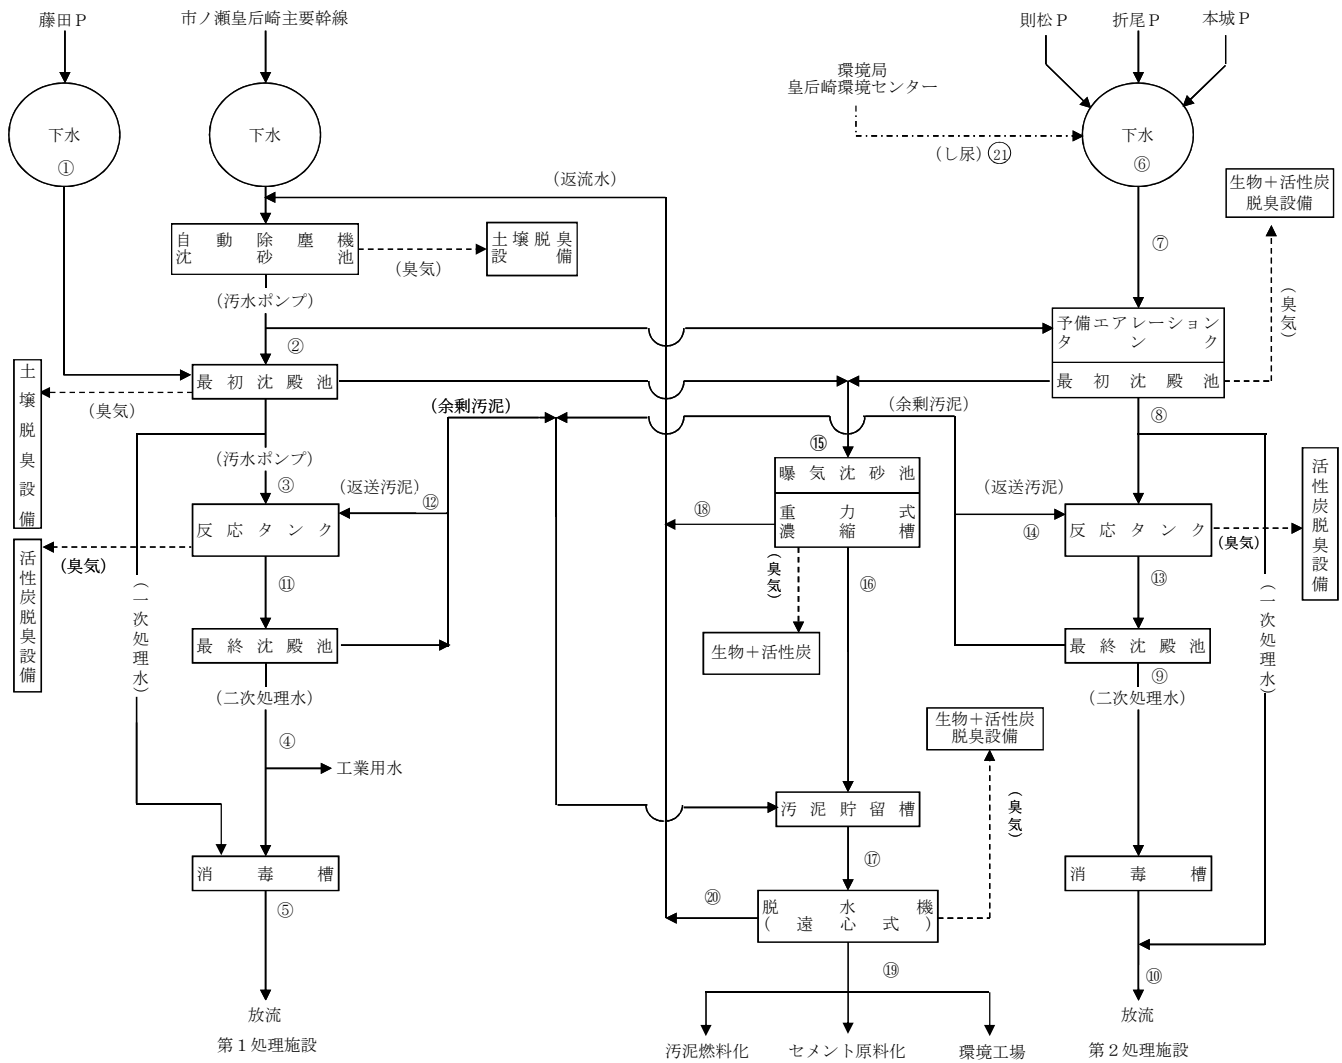 藤田P
市ノ瀬皇后崎主要幹線
則松P
折尾P
本城P
環境局
皇后崎環境センター
下水
①
下水
下水
⑥
(し尿)㉑
(返流水)
生物+活性炭
脱臭設備
自動除塵機
沈砂池
(臭気)
土壌脱臭
設備
⑦
(臭気)
(汚水ポンプ)
②
予備エアレーション
タンク
最初沈殿池
土壌脱臭設備
(臭気)
最初沈殿池
(余剰汚泥)
(余剰汚泥)
⑧
(汚水ポンプ)
③
(返送汚泥)
⑫
⑮
曝気沈砂池
重力式
濃縮槽
⑱
(返送汚泥)
⑭
活性炭脱臭設備
反応タンク
反応タンク
(臭気)
活性炭脱臭設備
(臭気)
(臭気)
⑪
⑯
⑬
(一次処理水)
(一次処理水)
最終沈殿池
生物+活性炭
最終沈殿池
(二次処理水)
⑨
(二次処理水)
④
工業用水
生物+活性炭
脱臭設備
(臭気)
汚泥貯留槽
⑰
消毒槽
消毒槽
⑤
⑳
脱水機
(遠心式)
⑲
⑩
放流
第1処理施設
汚泥燃料化
セメント原料化
環境工場
放流
第2処理施設